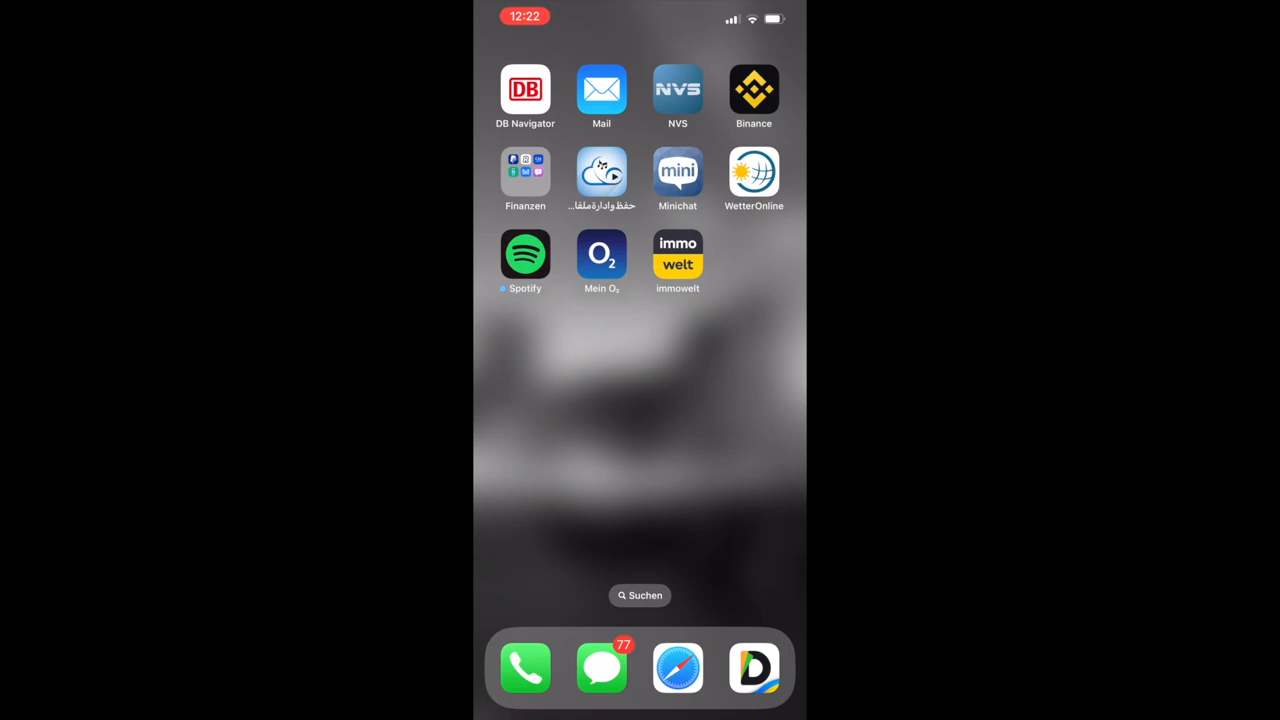 12:22
DB
NVS
DB Navigator
Mail
NVS
Binance
mini
Finanzen
حفظ وادارة ملفا...
Minichat
WetterOnline
O₂
immo
welt
Spotify
Mein O₂
immowelt
Suchen
77
D